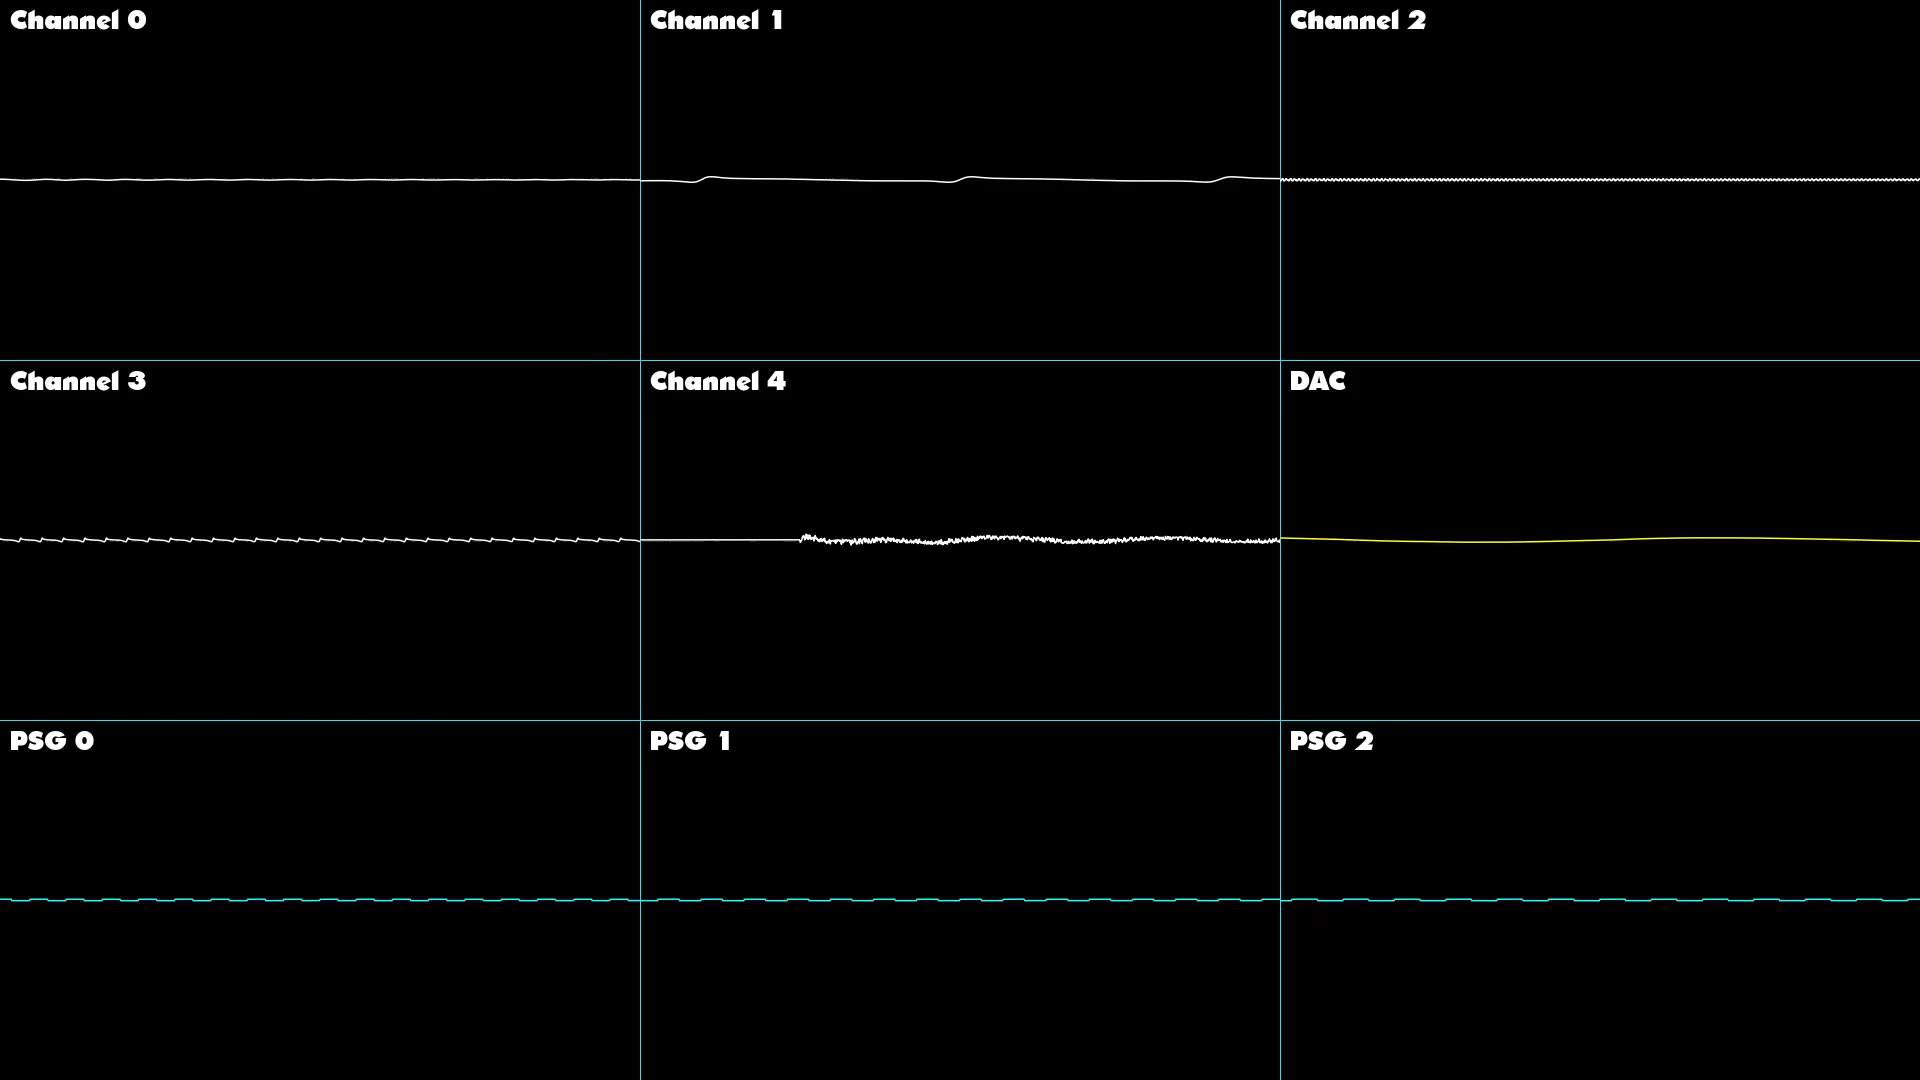 Channel 0
Channel 1
Channel 2
Channel 3
Channel 4
DAC
PSG 0
PSG 1
PSG 2